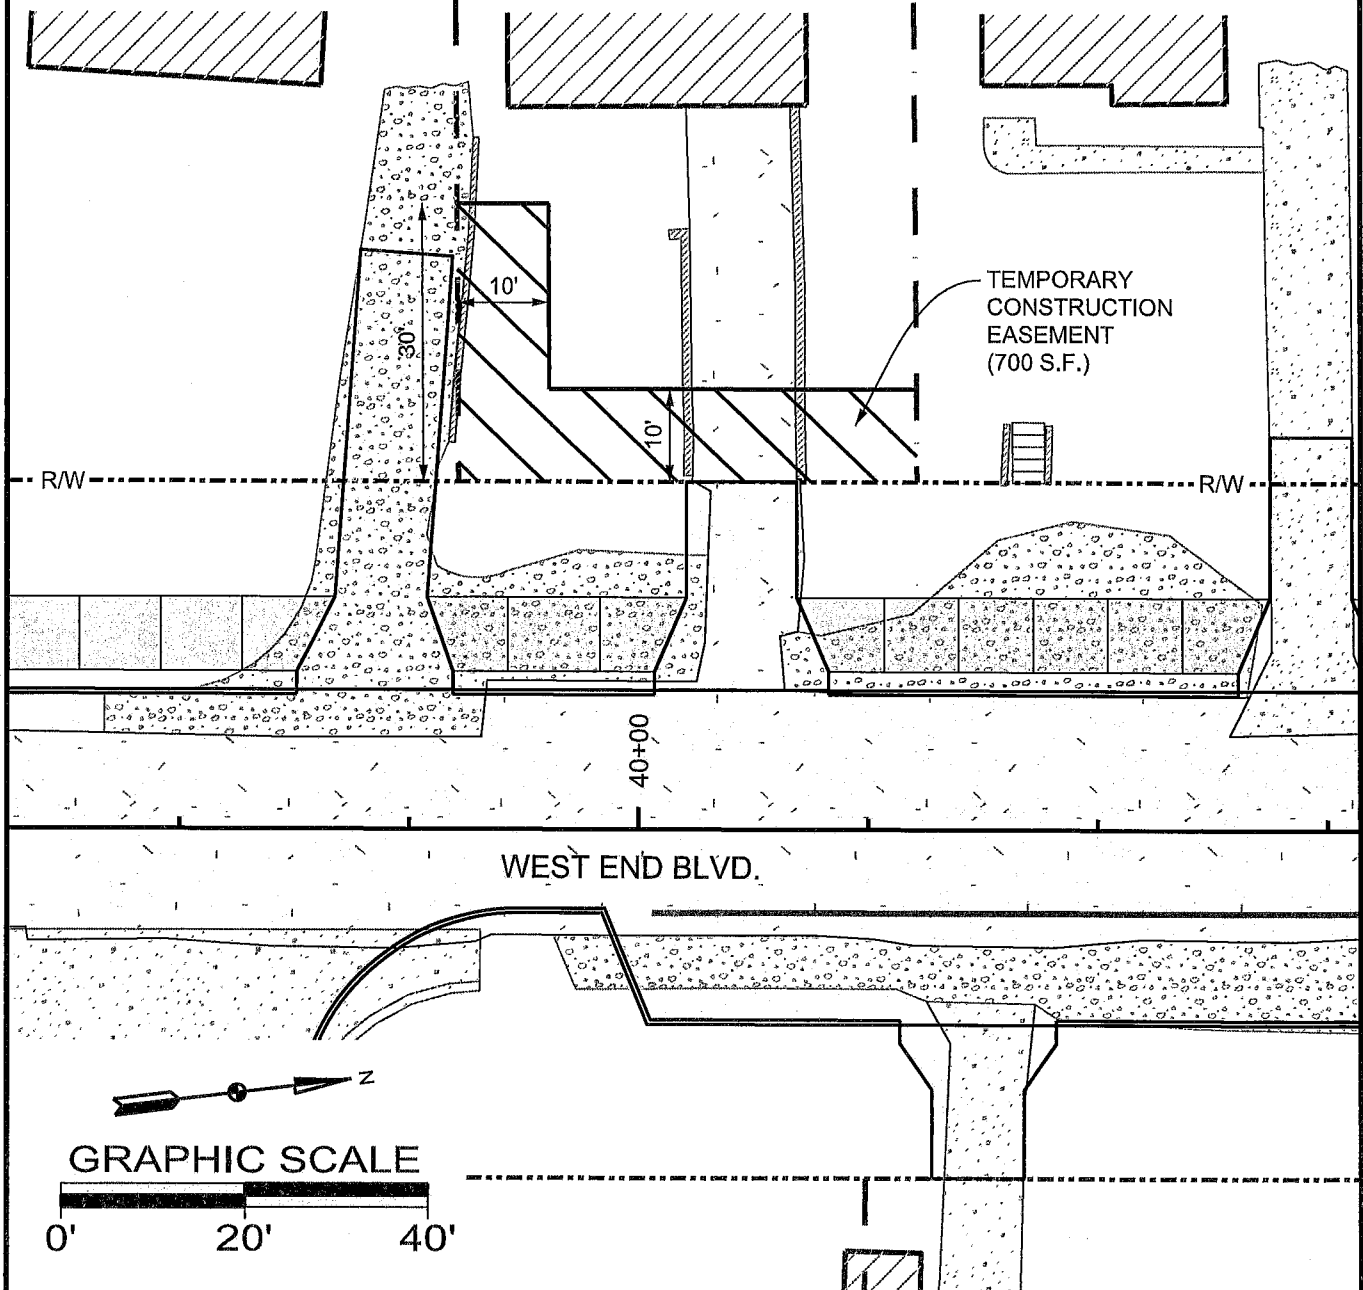 TEMPORARY
CONSTRUCTION
EASEMENT
(700 S.F.)
10'
30'
10'
R/W
R/W
40+00
WEST END BLVD.
N
GRAPHIC SCALE
0' 20' 40'